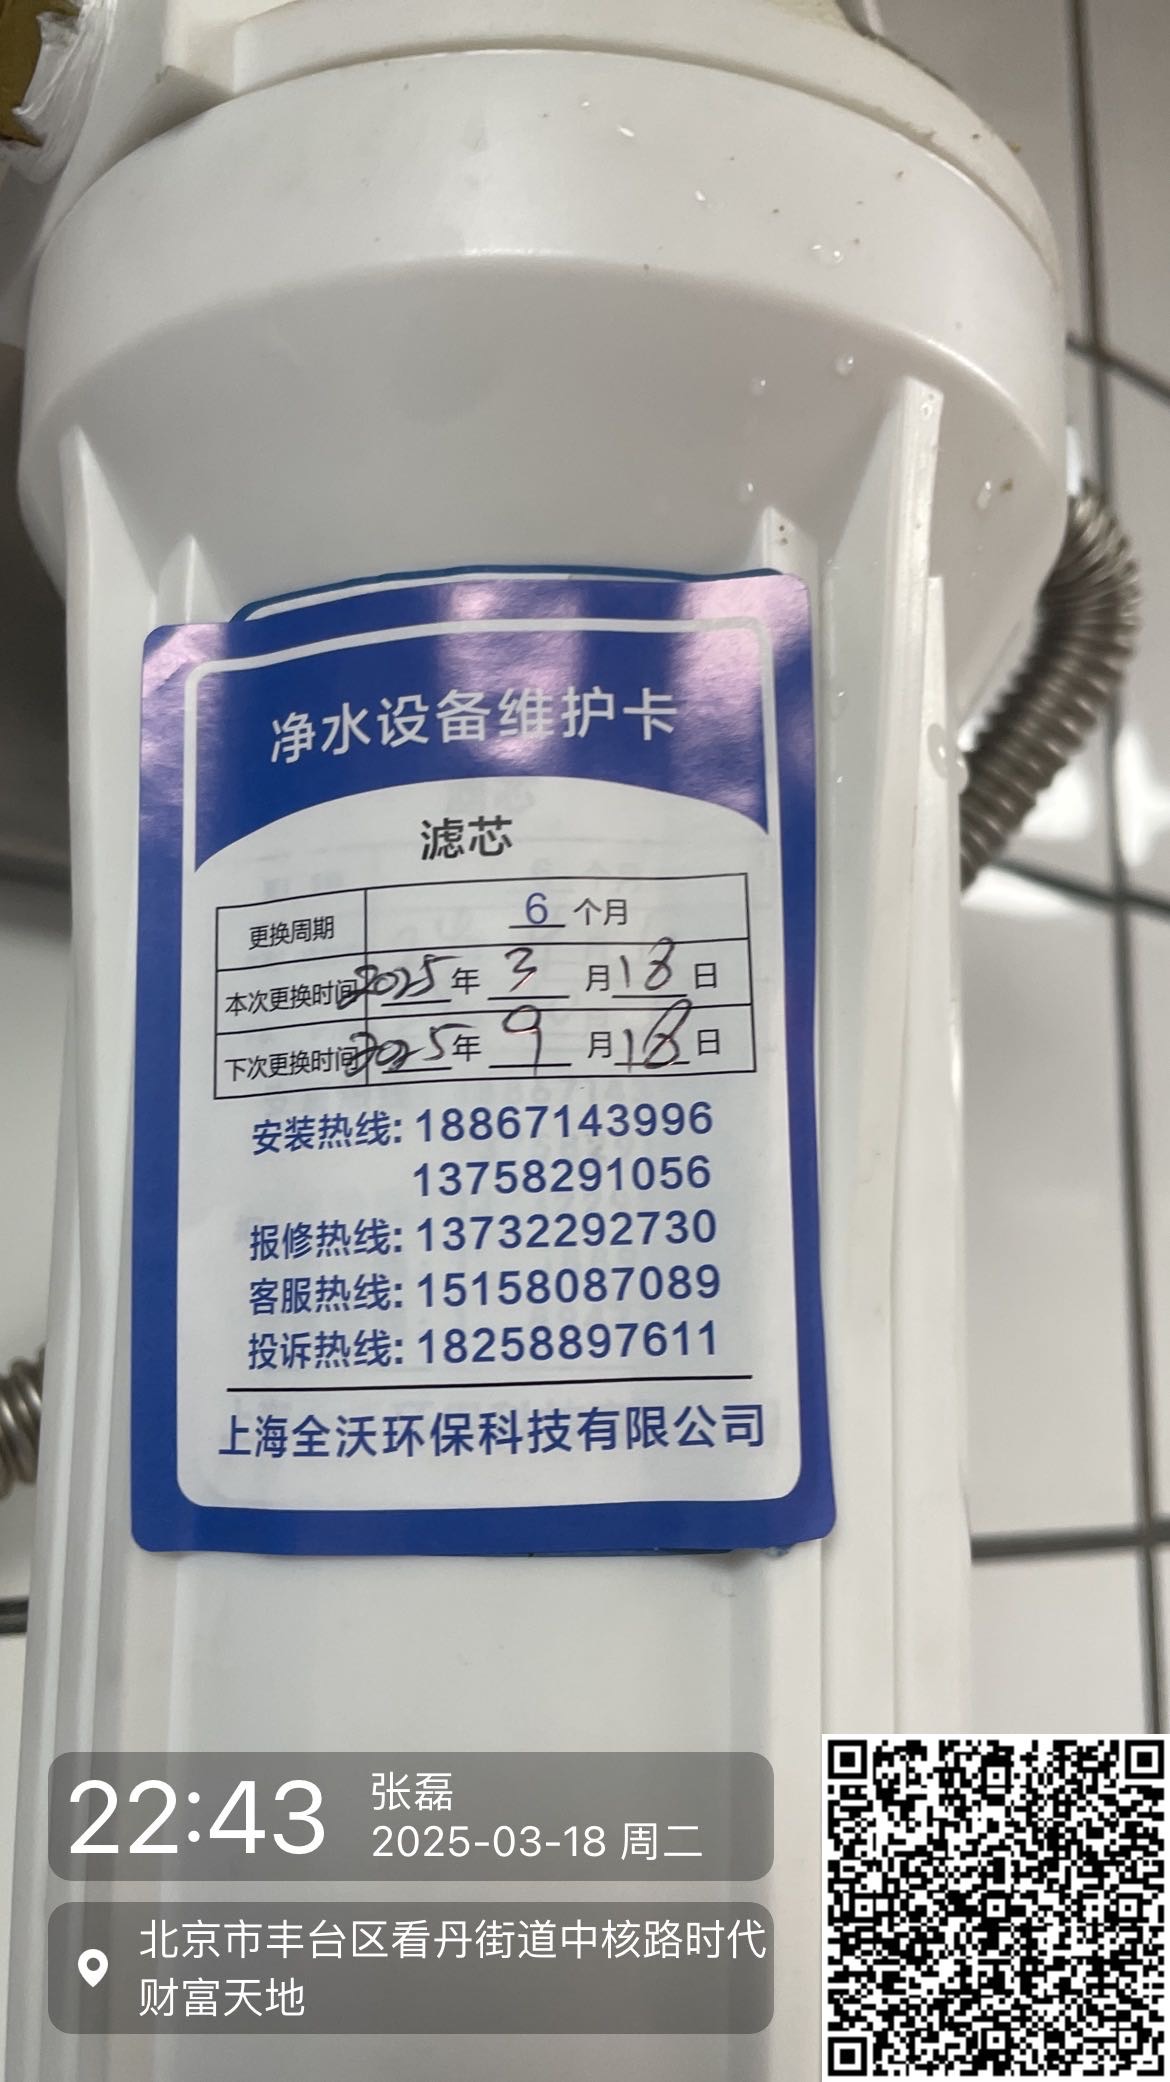 净水设备维护卡
滤芯
更换周期 6 个月
本次更换时间 2025 年 3 月 18 日
下次更换时间 2025 年 9 月 18 日
安装热线: 18867143996
13758291056
报修热线: 13732292730
客服热线: 15158087089
投诉热线: 18258897611
上海全沃环保科技有限公司
22:43
张磊
2025-03-18 周二
北京市丰台区看丹街道中核路时代
财富天地